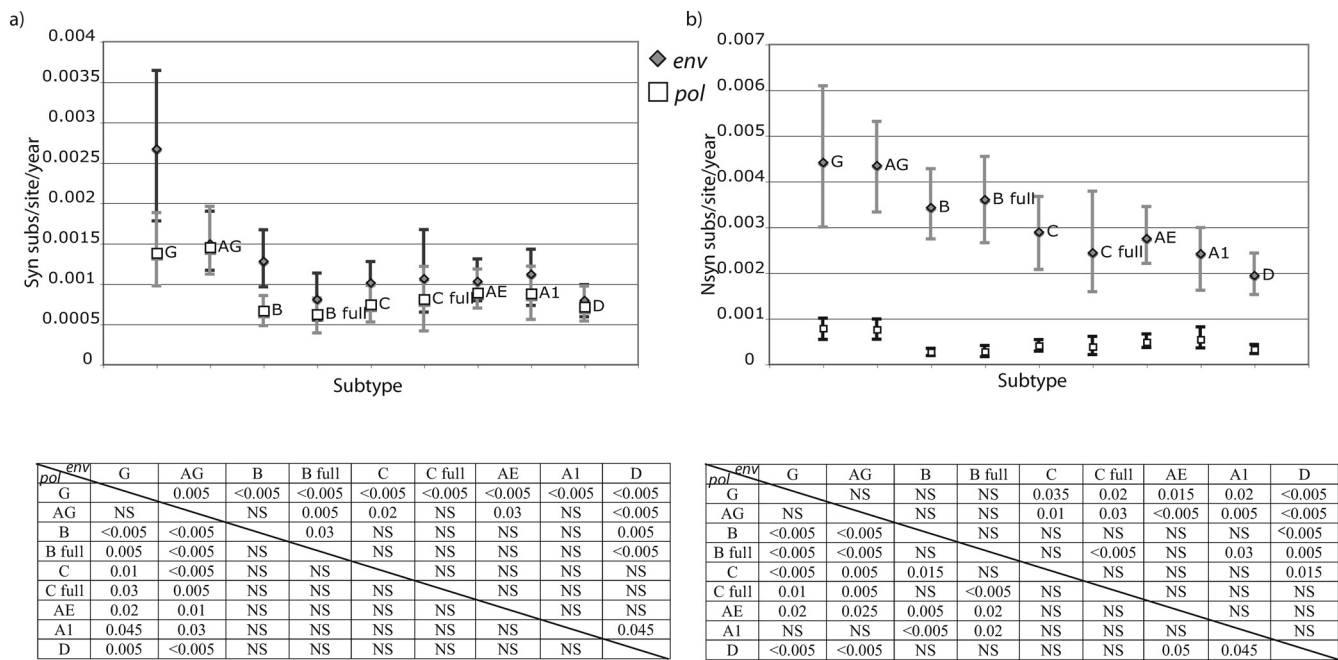 a)
0.004
0.0035
0.003
0.0025
0.002
0.0015
0.001
0.0005
0
Syn subs/site/year
G
AG
B
B full
C
C full
AE
A1
D
Subtype
env
pol
b)
0.007
0.006
0.005
0.004
0.003
0.002
0.001
0
Nsyn subs/site/year
G
AG
B
B full
C
C full
AE
A1
D
Subtype
pol env G AG B B full C C full AE A1 D
G 0.005 <0.005 <0.005 <0.005 <0.005 <0.005 <0.005 <0.005
AG NS NS 0.005 0.02 NS 0.03 NS <0.005
B <0.005 <0.005 0.03 NS NS NS NS 0.005
B full 0.005 <0.005 NS NS NS NS NS <0.005
C 0.01 <0.005 NS NS NS NS NS NS
C full 0.03 0.005 NS NS NS NS NS NS
AE 0.02 0.01 NS NS NS NS NS NS
A1 0.045 0.03 NS NS NS NS NS 0.045
D 0.005 <0.005 NS NS NS NS NS NS
pol env G AG B B full C C full AE A1 D
G NS NS NS 0.035 0.02 0.015 0.02 <0.005
AG NS NS NS 0.01 0.03 <0.005 0.005 <0.005
B <0.005 <0.005 NS NS NS NS NS <0.005
B full <0.005 <0.005 NS NS <0.005 NS 0.03 0.005
C <0.005 0.005 0.015 NS NS NS NS 0.015
C full 0.01 0.005 NS <0.005 NS NS NS NS
AE 0.02 0.025 0.005 0.02 NS NS NS NS
A1 NS NS <0.005 0.02 NS NS NS NS
D <0.005 <0.005 NS NS NS NS 0.05 0.045